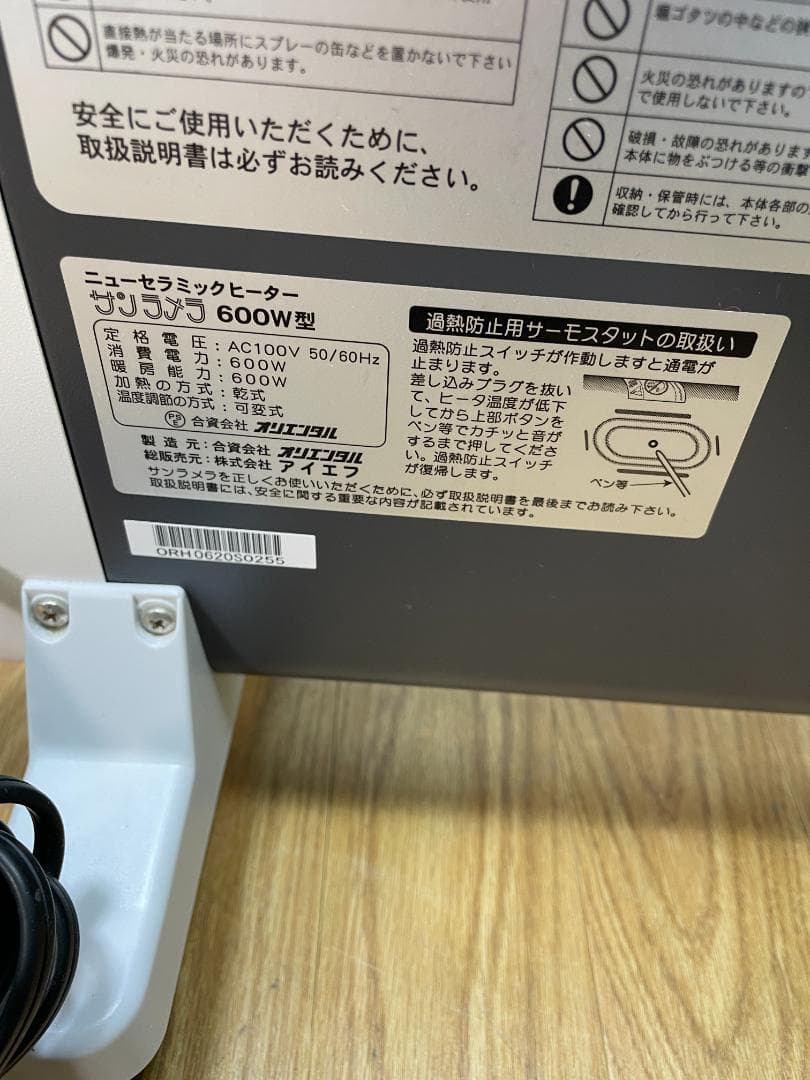 使用
直接熱が当たる場所にスプレーの缶などを置かないで下さい
爆発・火災の恐れがあります。
安全にご使用いただくために、
取扱説明書は必ずお読みください。
堀ゴタツの中などの狭
火災の恐れがありますので
で使用しないで下さい。
破損・故障の恐れがあります
本体に物をぶつける等の衝撃
収納・保管時には、本体各部の
確認してから行って下さい。
ニューセラミックヒーター
サンラメラ 600W型
定格電圧：AC100V 50/60Hz
消費電力：600W
暖房能力：600W
加熱の方式：乾式
温度調節の方式：可変式
PSE 合資会社 オリエンタル
製造元：合資会社 オリエンタル
総販売元：株式会社 アイエフ
サンラメラを正しくお使いいただくために、必ず取扱説明書を最後までお読み下さい。
取扱説明書には、安全に関する重要な内容が記載されています。
過熱防止用サーモスタットの取扱い
過熱防止スイッチが作動しますと通電が
止まります。
差し込みプラグを抜い
て、ヒータ温度が低下
してから上部ボタンを
ペン等でカチッと音が
するまで押してくださ
い。過熱防止スイッチ
が復帰します。
ペン等
ORH0620S0255